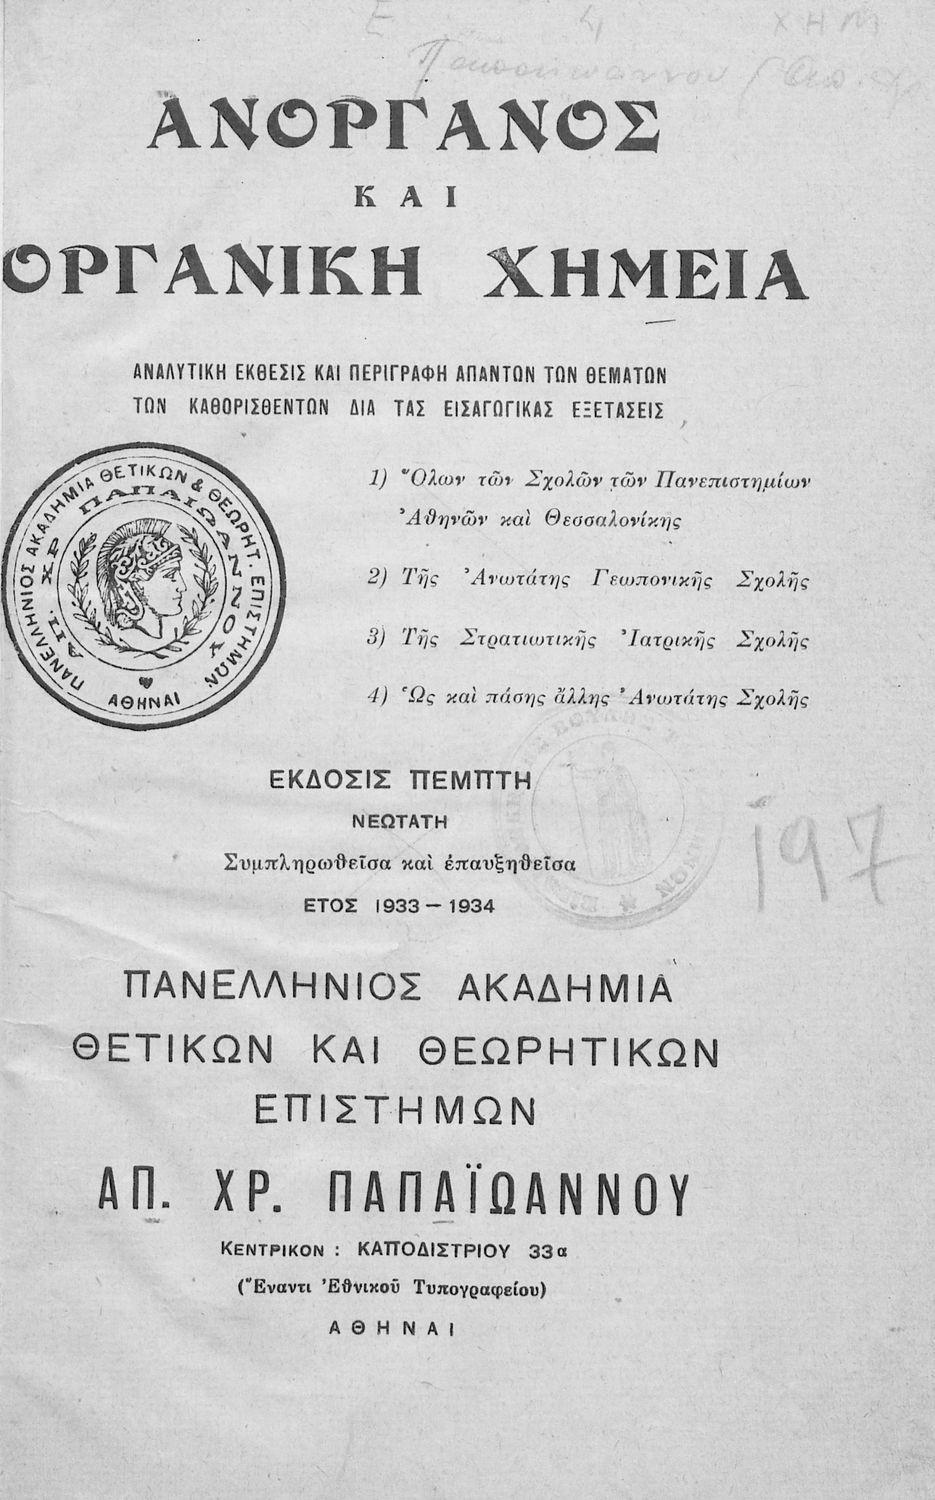 Ε 4 ΧΗΜ
ΑΝΟΡΓΑΝΟΣ
ΚΑΙ
ΟΡΓΑΝΙΚΗ ΧΗΜΕΙΑ
ΑΝΑΛΥΤΙΚΗ ΕΚΘΕΣΙΣ ΚΑΙ ΠΕΡΙΓΡΑΦΗ ΑΠΑΝΤΩΝ ΤΩΝ ΘΕΜΑΤΩΝ
ΤΩΝ ΚΑΘΟΡΙΣΘΕΝΤΩΝ ΔΙΑ ΤΑΣ ΕΙΣΑΓΩΓΙΚΑΣ ΕΞΕΤΑΣΕΙΣ
ΠΑΝΕΛΛΗΝΙΟΣ ΑΚΑΔΗΜΙΑ ΘΕΤΙΚΩΝ & ΘΕΩΡΗΤ. ΕΠΙΣΤΗΜΩΝ.
ΑΠ. ΧΡ ΠΑΠΑΙΩΑΝΝΟΥ
ΑΘΗΝΑΙ
1) Ὅλων τῶν Σχολῶν τῶν Πανεπιστημίων
Ἀθηνῶν καὶ Θεσσαλονίκης
2) Τῆς Ἀνωτάτης Γεωπονικῆς Σχολῆς
3) Τῆς Στρατιωτικῆς Ἰατρικῆς Σχολῆς
4) Ὡς καὶ πάσης ἄλλης Ἀνωτάτης Σχολῆς
ΕΚΔΟΣΙΣ ΠΕΜΠΤΗ
ΝΕΩΤΑΤΗ
Συμπληρωθεῖσα καὶ ἐπαυξηθεῖσα
ΕΤΟΣ 1933 – 1934
197
ΠΑΝΕΛΛΗΝΙΟΣ ΑΚΑΔΗΜΙΑ
ΘΕΤΙΚΩΝ ΚΑΙ ΘΕΩΡΗΤΙΚΩΝ
ΕΠΙΣΤΗΜΩΝ
ΑΠ. ΧΡ. ΠΑΠΑΪΩΑΝΝΟΥ
ΚΕΝΤΡΙΚΟΝ : ΚΑΠΟΔΙΣΤΡΙΟΥ 33α
(Ἔναντι Ἐθνικοῦ Τυπογραφείου)
ΑΘΗΝΑΙ